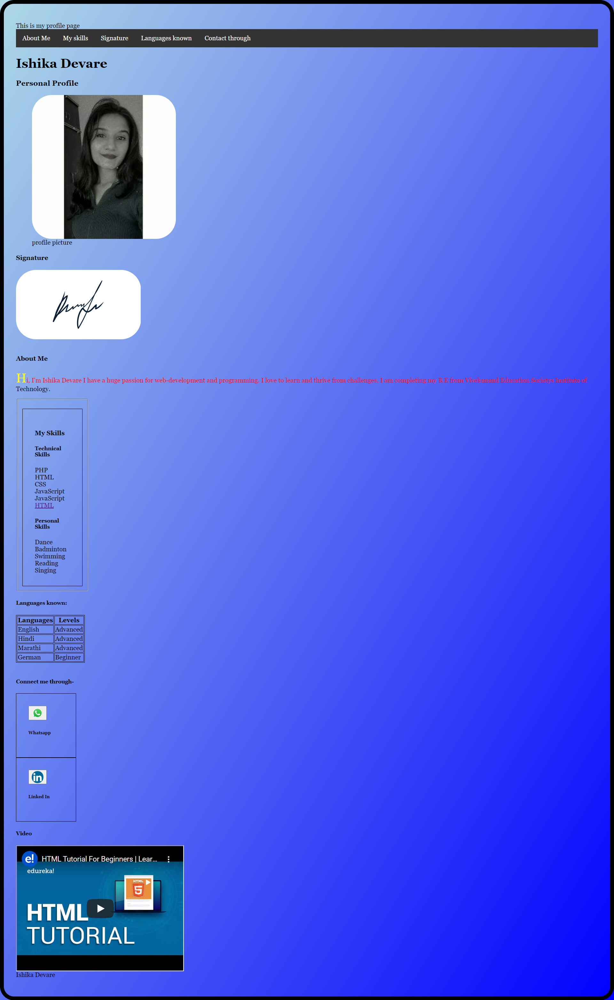 This is my profile page
About Me My skills Signature Languages known Contact through
Ishika Devare
Personal Profile
profile picture
Signature
About Me
Hi, I'm Ishika Devare I have a huge passion for web-development and programming. I love to learn and thrive from challenges. I am completing my B.E from Vivekanand Education Societys Institute of
Technology.
My Skills
Technical
Skills
PHP
HTML
CSS
JavaScript
JavaScript
HTML
Personal
Skills
Dance
Badminton
Swimming
Reading
Singing
Languages known:
Languages Levels
English Advanced
Hindi Advanced
Marathi Advanced
German Beginner
Connect me through-
Whatsapp
in
Linked In
Video
e! HTML Tutorial For Beginners | Lear...
edureka!
HTML
5
HTML
TUTORIAL
Ishika Devare